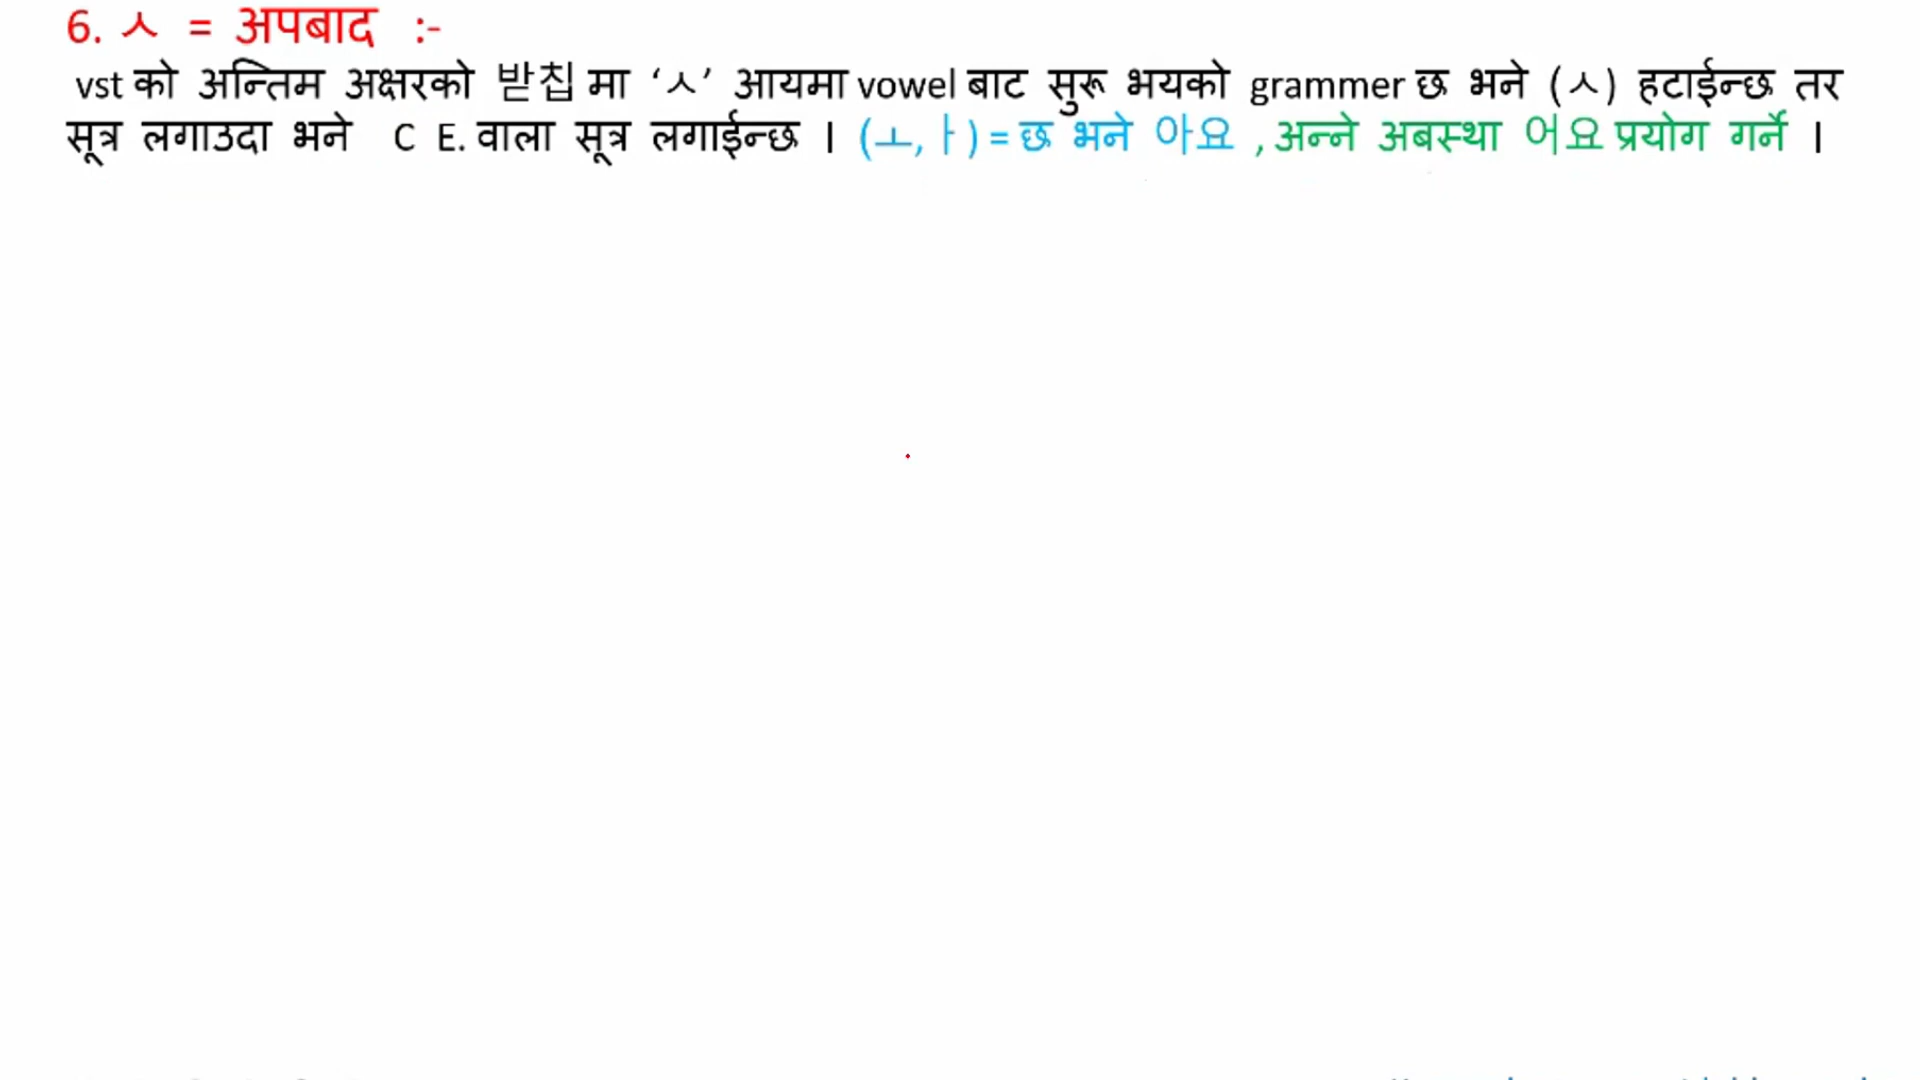 6. ㅅ = अपबाद :-
vst को अन्तिम अक्षरको 받침 मा ‘ㅅ’ आयमा vowel बाट सुरू भयको grammer छ भने (ㅅ) हटाईन्छ तर
सूत्र लगाउदा भने C E. वाला सूत्र लगाईन्छ । (ㅗ, ㅏ) = छ भने 아요 , अन्ने अबस्था 어요 प्रयोग गर्ने ।